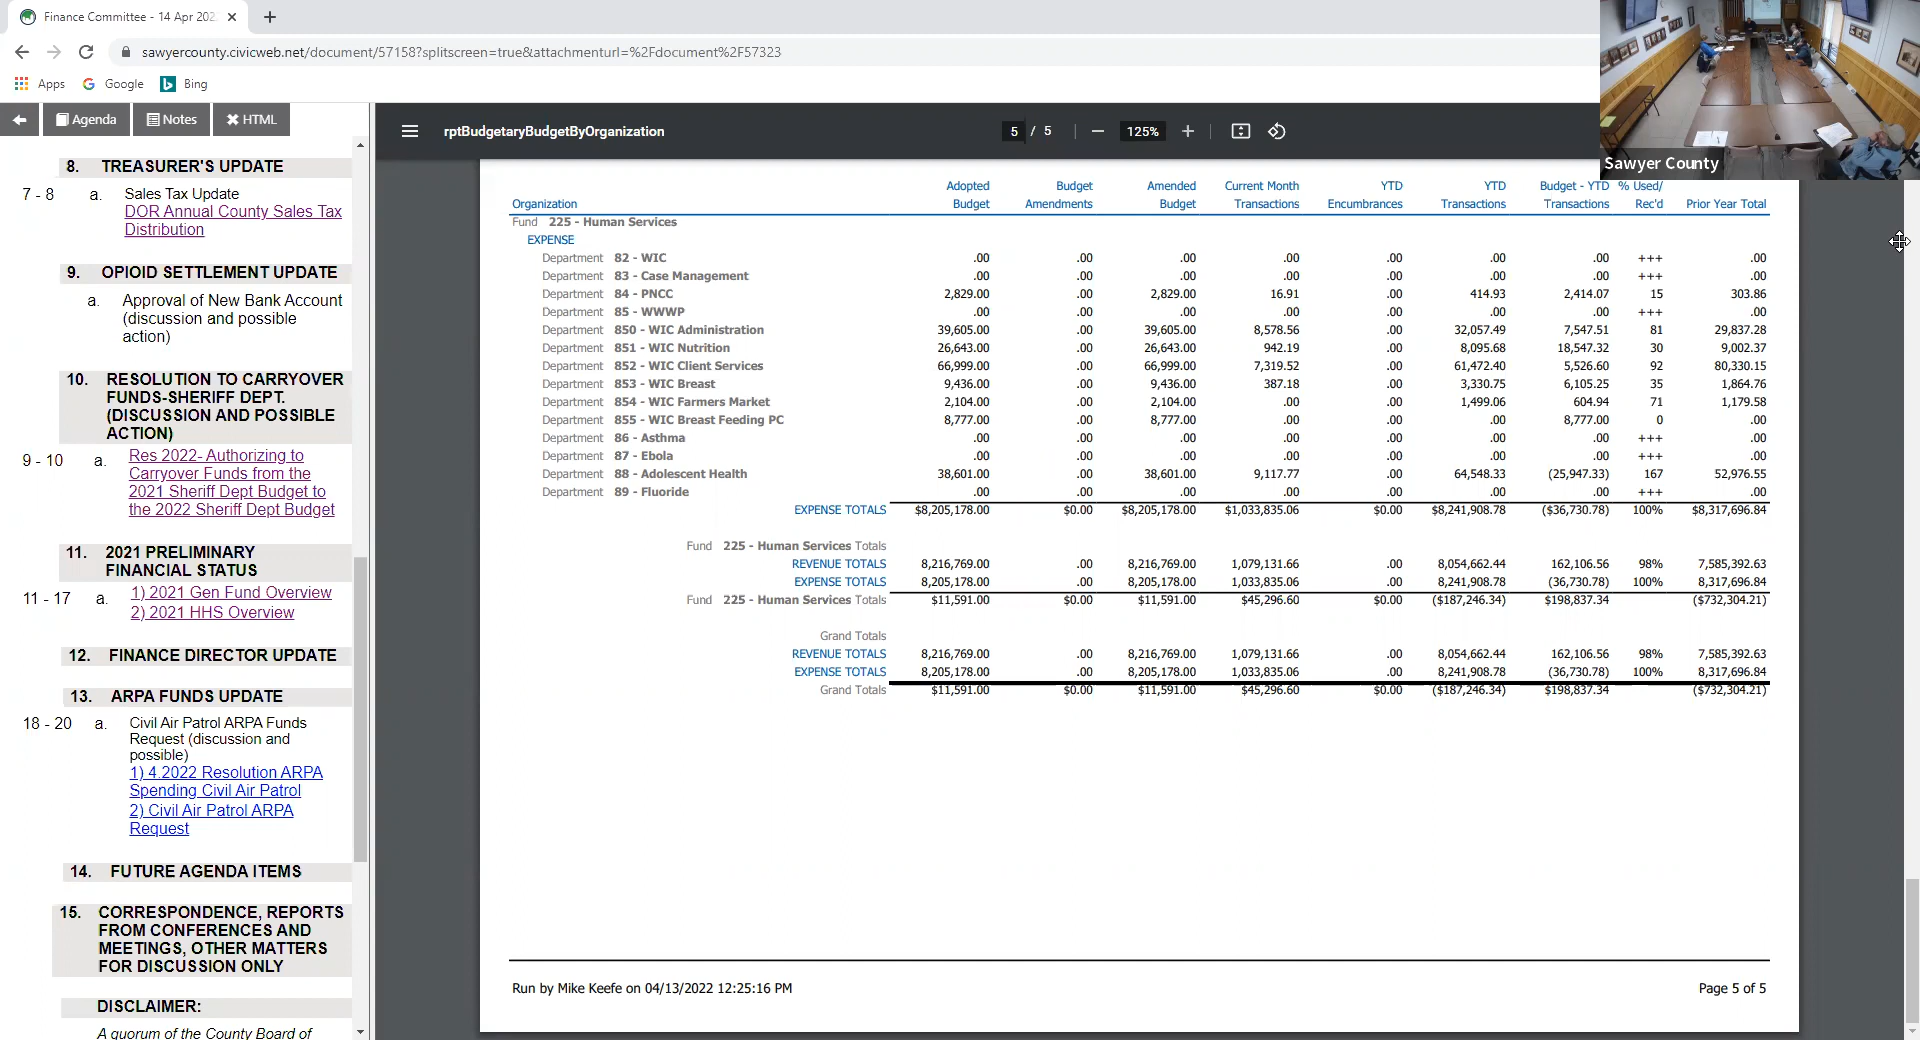 Finance Committee - 14 Apr 202
sawyercounty.civicweb.net/document/57158?splitscreen=true&attachmenturl=%2Fdocument%2F57323
Apps Google Bing
Agenda Notes HTML
8. TREASURER'S UPDATE
7 - 8 a. Sales Tax Update
DOR Annual County Sales Tax
Distribution
9. OPIOID SETTLEMENT UPDATE
a. Approval of New Bank Account
(discussion and possible
action)
10. RESOLUTION TO CARRYOVER
FUNDS-SHERIFF DEPT.
(DISCUSSION AND POSSIBLE
ACTION)
9 - 10 a. Res 2022- Authorizing to
Carryover Funds from the
2021 Sheriff Dept Budget to
the 2022 Sheriff Dept Budget
11. 2021 PRELIMINARY
FINANCIAL STATUS
11 - 17 a. 1) 2021 Gen Fund Overview
2) 2021 HHS Overview
12. FINANCE DIRECTOR UPDATE
13. ARPA FUNDS UPDATE
18 - 20 a. Civil Air Patrol ARPA Funds
Request (discussion and
possible)
1) 4.2022 Resolution ARPA
Spending Civil Air Patrol
2) Civil Air Patrol ARPA
Request
14. FUTURE AGENDA ITEMS
15. CORRESPONDENCE, REPORTS
FROM CONFERENCES AND
MEETINGS, OTHER MATTERS
FOR DISCUSSION ONLY
DISCLAIMER:
A quorum of the County Board of
rptBudgetaryBudgetByOrganization 5 / 5 125%
Sawyer County
Adopted Budget Amended Current Month YTD YTD Budget - YTD % Used/
Organization Budget Amendments Budget Transactions Encumbrances Transactions Transactions Rec'd Prior Year Total
Fund 225 - Human Services
EXPENSE
Department 82 - WIC .00 .00 .00 .00 .00 .00 .00 +++ .00
Department 83 - Case Management .00 .00 .00 .00 .00 .00 .00 +++ .00
Department 84 - PNCC 2,829.00 .00 2,829.00 16.91 .00 414.93 2,414.07 15 303.86
Department 85 - WWWP .00 .00 .00 .00 .00 .00 .00 +++ .00
Department 850 - WIC Administration 39,605.00 .00 39,605.00 8,578.56 .00 32,057.49 7,547.51 81 29,837.28
Department 851 - WIC Nutrition 26,643.00 .00 26,643.00 942.19 .00 8,095.68 18,547.32 30 9,002.37
Department 852 - WIC Client Services 66,999.00 .00 66,999.00 7,319.52 .00 61,472.40 5,526.60 92 80,330.15
Department 853 - WIC Breast 9,436.00 .00 9,436.00 387.18 .00 3,330.75 6,105.25 35 1,864.76
Department 854 - WIC Farmers Market 2,104.00 .00 2,104.00 .00 .00 1,499.06 604.94 71 1,179.58
Department 855 - WIC Breast Feeding PC 8,777.00 .00 8,777.00 .00 .00 .00 8,777.00 0 .00
Department 86 - Asthma .00 .00 .00 .00 .00 .00 .00 +++ .00
Department 87 - Ebola .00 .00 .00 .00 .00 .00 .00 +++ .00
Department 88 - Adolescent Health 38,601.00 .00 38,601.00 9,117.77 .00 64,548.33 (25,947.33) 167 52,976.55
Department 89 - Fluoride .00 .00 .00 .00 .00 .00 .00 +++ .00
EXPENSE TOTALS $8,205,178.00 $0.00 $8,205,178.00 $1,033,835.06 $0.00 $8,241,908.78 ($36,730.78) 100% $8,317,696.84
Fund 225 - Human Services Totals
REVENUE TOTALS 8,216,769.00 .00 8,216,769.00 1,079,131.66 .00 8,054,662.44 162,106.56 98% 7,585,392.63
EXPENSE TOTALS 8,205,178.00 .00 8,205,178.00 1,033,835.06 .00 8,241,908.78 (36,730.78) 100% 8,317,696.84
Fund 225 - Human Services Totals $11,591.00 $0.00 $11,591.00 $45,296.60 $0.00 ($187,246.34) $198,837.34 ($732,304.21)
Grand Totals
REVENUE TOTALS 8,216,769.00 .00 8,216,769.00 1,079,131.66 .00 8,054,662.44 162,106.56 98% 7,585,392.63
EXPENSE TOTALS 8,205,178.00 .00 8,205,178.00 1,033,835.06 .00 8,241,908.78 (36,730.78) 100% 8,317,696.84
Grand Totals $11,591.00 $0.00 $11,591.00 $45,296.60 $0.00 ($187,246.34) $198,837.34 ($732,304.21)
Run by Mike Keefe on 04/13/2022 12:25:16 PM Page 5 of 5